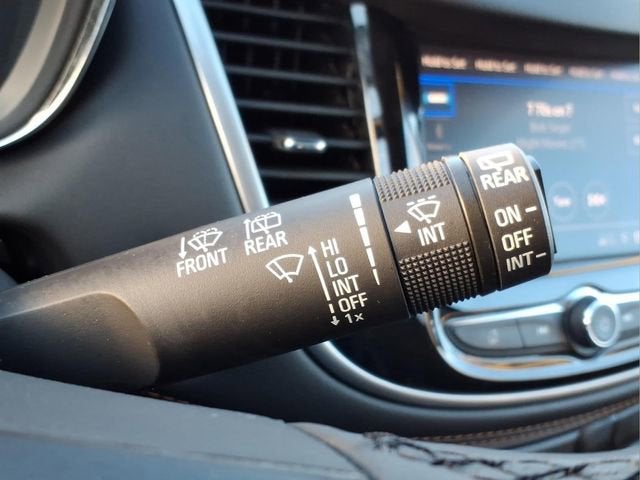 FRONT
REAR
HI
LO
INT
OFF
1x
INT
REAR
ON
OFF
INT